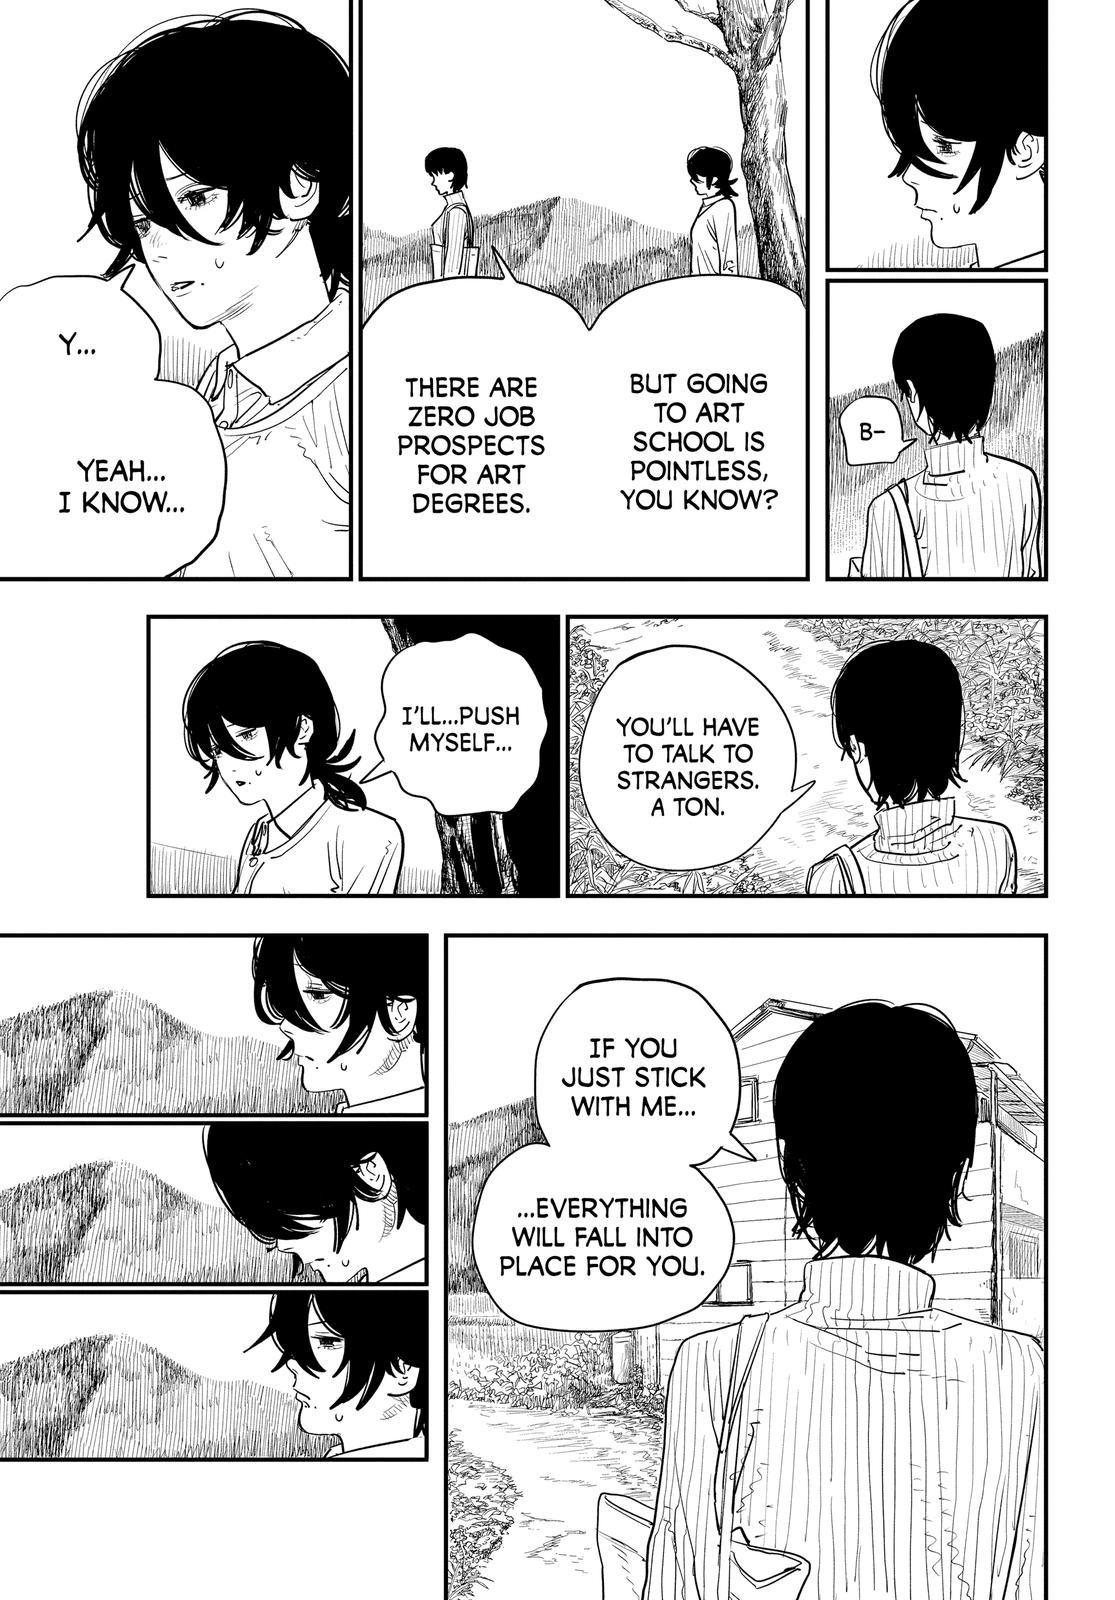 B–
BUT GOING
TO ART
SCHOOL IS
POINTLESS,
YOU KNOW?
THERE ARE
ZERO JOB
PROSPECTS
FOR ART
DEGREES.
Y...
YEAH...
I KNOW...
YOU'LL HAVE
TO TALK TO
STRANGERS.
A TON.
I'LL...PUSH
MYSELF...
IF YOU
JUST STICK
WITH ME...
...EVERYTHING
WILL FALL INTO
PLACE FOR YOU.